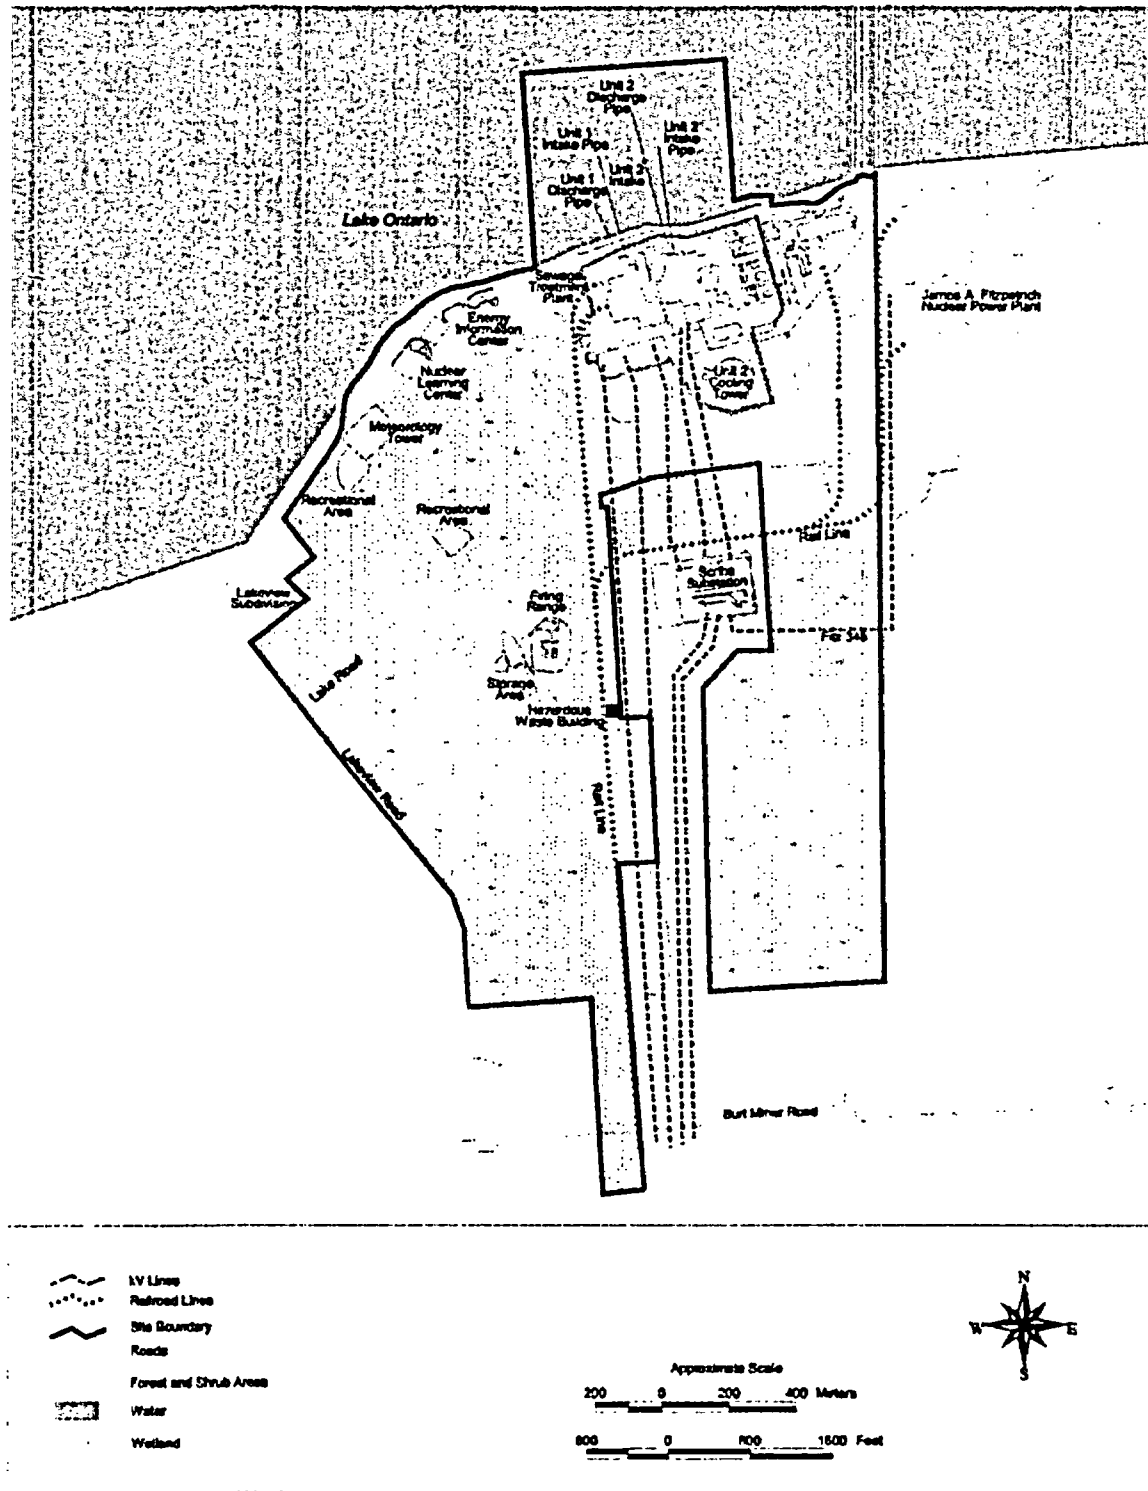 Unit 2
Discharge
Pipe
Unit 1
Intake Pipe
Unit 2
Intake
Pipe
Unit 1
Discharge
Pipe
Unit 2
Intake
Lake Ontario
Sewage
Treatment
Plant
Energy
Information
Center
James A. Fitzpatrick
Nuclear Power Plant
Nuclear
Learning
Center
Unit 2
Cooling
Tower
Meteorology
Tower
Recreational
Area
Recreational
Area
Rail Line
Scriba
Substation
Lakeview
Subdivision
Firing
Range
Fitz 345
Lake Road
Storage
Area
Hazardous
Waste Building
Lakeview Road
Rail Line
Burt Miner Road
kV Lines
Railroad Lines
Site Boundary
Roads
Forest and Shrub Areas
Water
Wetland
N
W E
S
Approximate Scale
200 0 200 400 Meters
800 0 800 1600 Feet